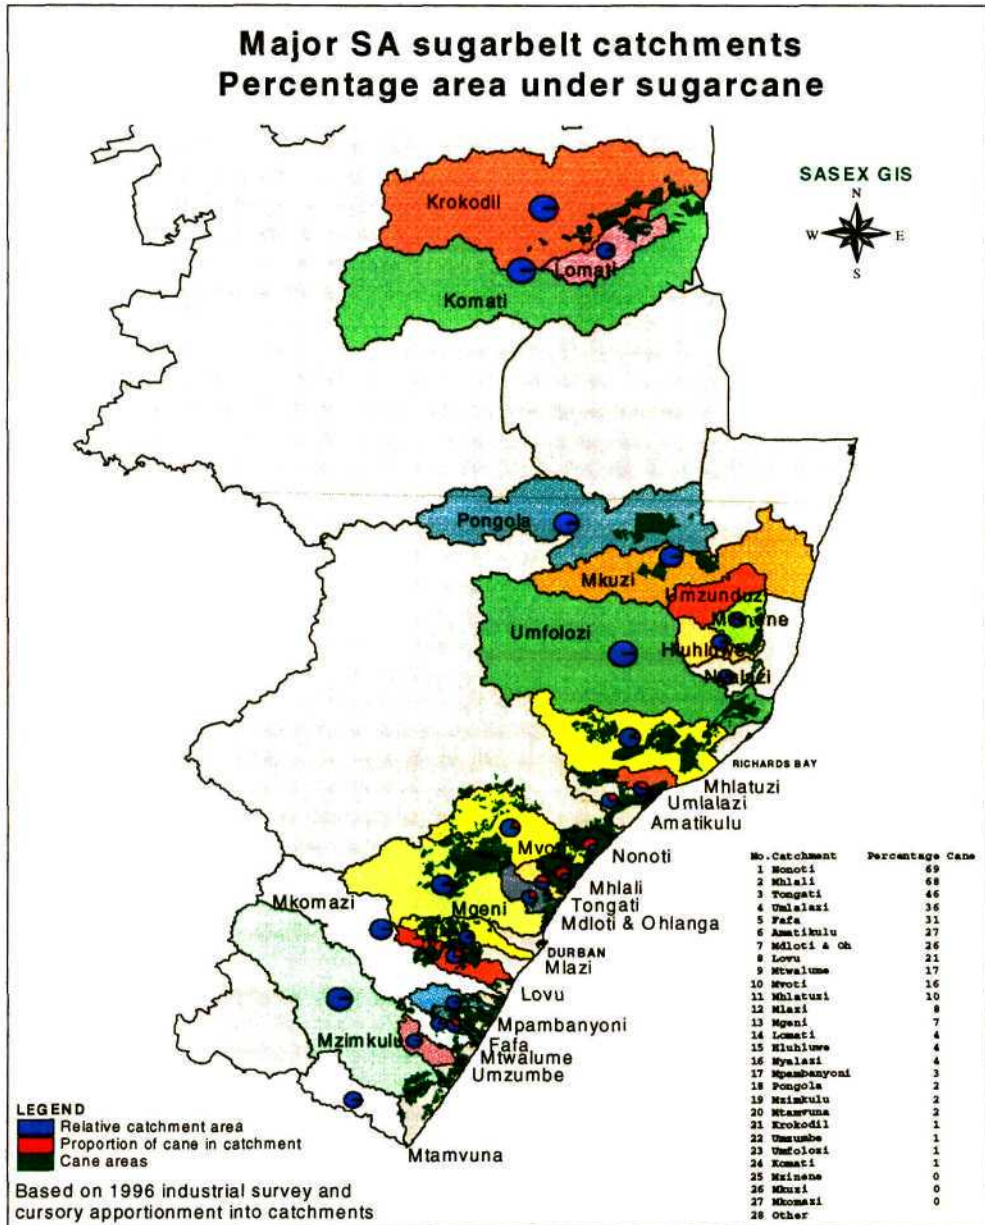 Major SA sugarbelt catchments
Percentage area under sugarcane
SASEX GIS
N
W E
S
Krokodil
Lomati
Komati
Pongola
Mkuzi
Umzunduzi
Umfolozi
Hluhluwe
RICHARDS BAY
Mhlatuzi
Umlalazi
Amatikulu
Nonoti
Mhlali
Tongati
Mdloti & Ohlanga
Mkomazi
Mgeni
DURBAN
Mlazi
Lovu
Mpambanyoni
Fafa
Mtwalume
Umzumbe
Mzimkulu
Mtamvuna
No. Catchment Percentage Cane
1 Nonoti 69
2 Mhlali 68
3 Tongati 46
4 Umlalazi 36
5 Fafa 31
6 Amatikulu 27
7 Mdloti & Oh 26
8 Lovu 21
9 Mtwalume 17
10 Mvoti 16
11 Mhlatuzi 10
12 Mlazi 8
13 Mgeni 7
14 Lomati 4
15 Hluhluwe 4
16 Nyalazi 4
17 Mpambanyoni 3
18 Pongola 2
19 Mzimkulu 2
20 Mtamvuna 2
21 Krokodil 1
22 Umzumbe 1
23 Umfolozi 1
24 Komati 1
25 Mzinene 0
26 Mkuzi 0
27 Mkomazi 0
28 Other
LEGEND
Relative catchment area
Proportion of cane in catchment
Cane areas
Based on 1996 industrial survey and
cursory apportionment into catchments